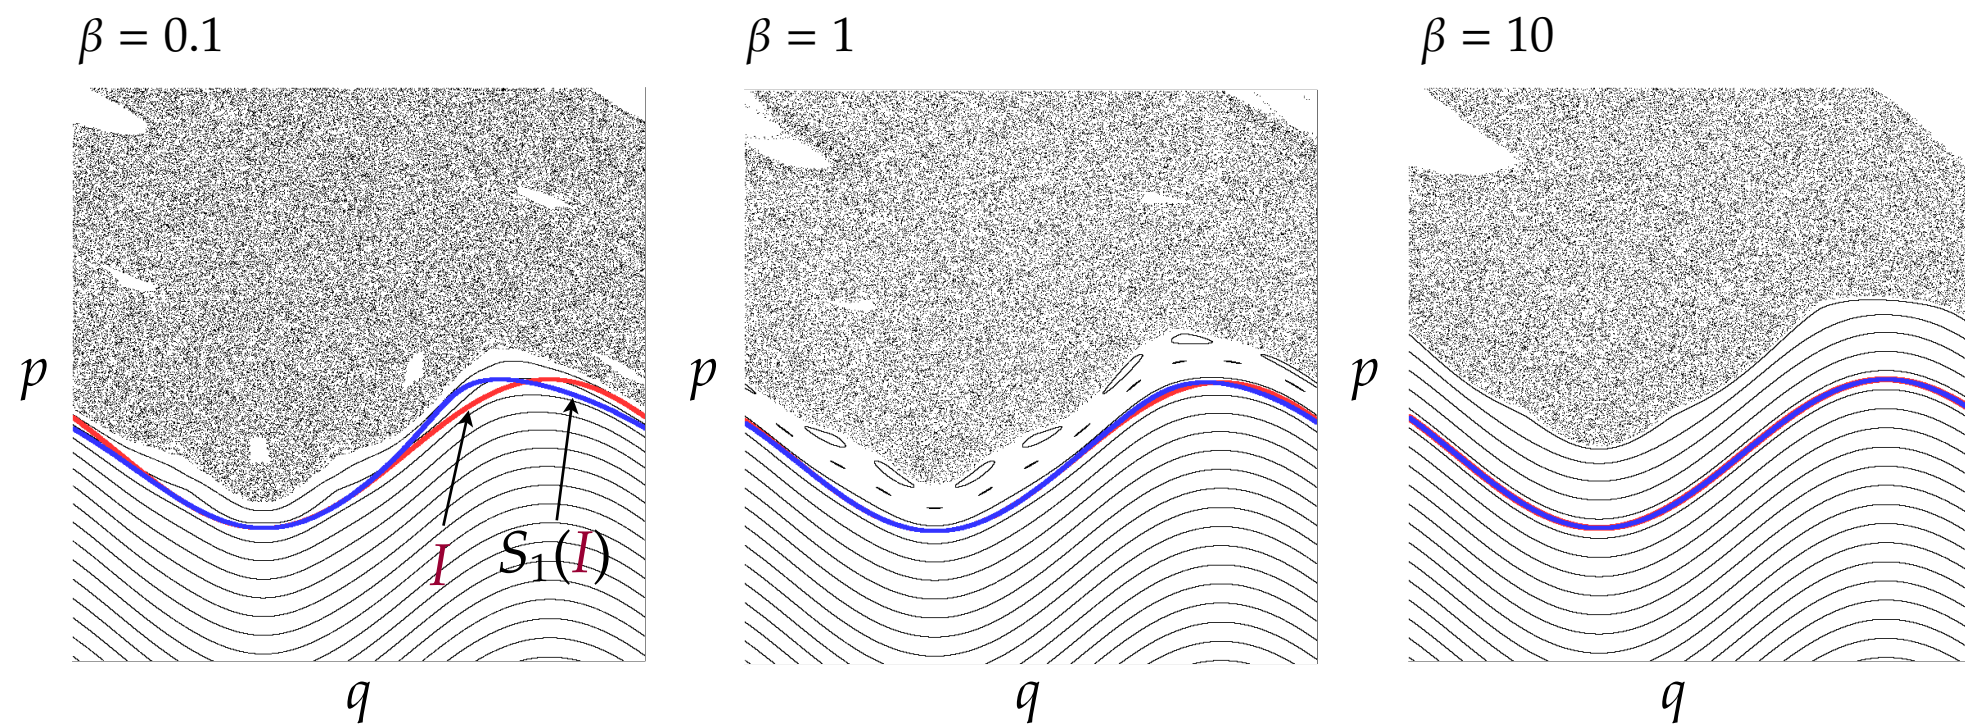 β = 0.1
β = 1
β = 10
p
I
S₁(I)
q
p
q
p
q